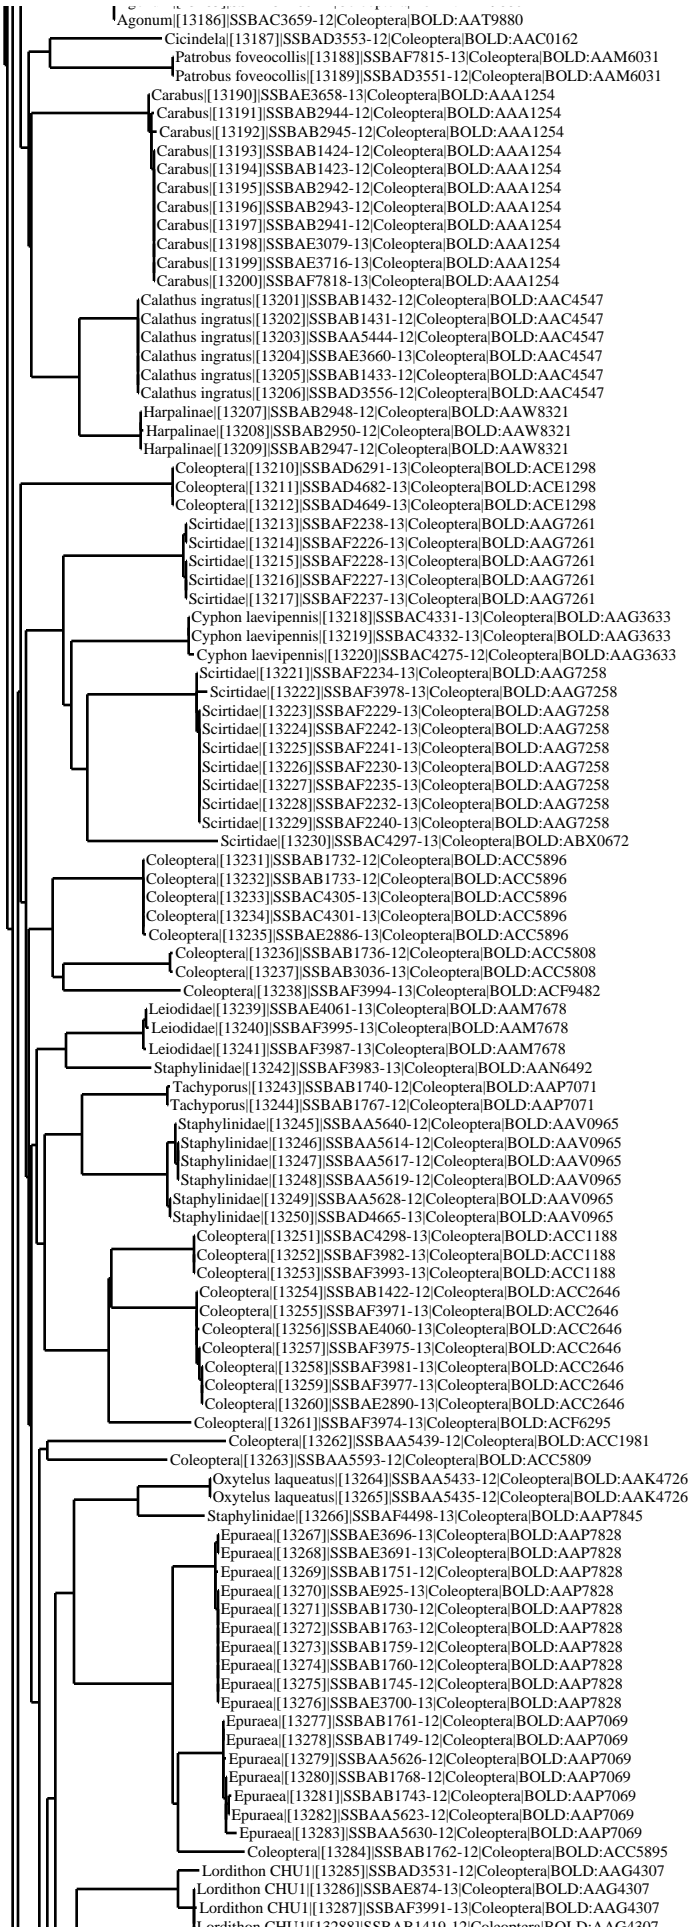 Agonum|[13186]|SSBAC3659-12|Coleoptera|BOLD:AAT9880
Cicindela|[13187]|SSBAD3553-12|Coleoptera|BOLD:AAC0162
Patrobus foveocollis|[13188]|SSBAF7815-13|Coleoptera|BOLD:AAM6031
Patrobus foveocollis|[13189]|SSBAD3551-12|Coleoptera|BOLD:AAM6031
Carabus|[13190]|SSBAE3658-13|Coleoptera|BOLD:AAA1254
Carabus|[13191]|SSBAB2944-12|Coleoptera|BOLD:AAA1254
Carabus|[13192]|SSBAB2945-12|Coleoptera|BOLD:AAA1254
Carabus|[13193]|SSBAB1424-12|Coleoptera|BOLD:AAA1254
Carabus|[13194]|SSBAB1423-12|Coleoptera|BOLD:AAA1254
Carabus|[13195]|SSBAB2942-12|Coleoptera|BOLD:AAA1254
Carabus|[13196]|SSBAB2943-12|Coleoptera|BOLD:AAA1254
Carabus|[13197]|SSBAB2941-12|Coleoptera|BOLD:AAA1254
Carabus|[13198]|SSBAE3079-13|Coleoptera|BOLD:AAA1254
Carabus|[13199]|SSBAE3716-13|Coleoptera|BOLD:AAA1254
Carabus|[13200]|SSBAF7818-13|Coleoptera|BOLD:AAA1254
Calathus ingratus|[13201]|SSBAB1432-12|Coleoptera|BOLD:AAC4547
Calathus ingratus|[13202]|SSBAB1431-12|Coleoptera|BOLD:AAC4547
Calathus ingratus|[13203]|SSBAA5444-12|Coleoptera|BOLD:AAC4547
Calathus ingratus|[13204]|SSBAE3660-13|Coleoptera|BOLD:AAC4547
Calathus ingratus|[13205]|SSBAB1433-12|Coleoptera|BOLD:AAC4547
Calathus ingratus|[13206]|SSBAD3556-12|Coleoptera|BOLD:AAC4547
Harpalinae|[13207]|SSBAB2948-12|Coleoptera|BOLD:AAW8321
Harpalinae|[13208]|SSBAB2950-12|Coleoptera|BOLD:AAW8321
Harpalinae|[13209]|SSBAB2947-12|Coleoptera|BOLD:AAW8321
Coleoptera|[13210]|SSBAD6291-13|Coleoptera|BOLD:ACE1298
Coleoptera|[13211]|SSBAD4682-13|Coleoptera|BOLD:ACE1298
Coleoptera|[13212]|SSBAD4649-13|Coleoptera|BOLD:ACE1298
Scirtidae|[13213]|SSBAF2238-13|Coleoptera|BOLD:AAG7261
Scirtidae|[13214]|SSBAF2226-13|Coleoptera|BOLD:AAG7261
Scirtidae|[13215]|SSBAF2228-13|Coleoptera|BOLD:AAG7261
Scirtidae|[13216]|SSBAF2227-13|Coleoptera|BOLD:AAG7261
Scirtidae|[13217]|SSBAF2237-13|Coleoptera|BOLD:AAG7261
Cyphon laevipennis|[13218]|SSBAC4331-13|Coleoptera|BOLD:AAG3633
Cyphon laevipennis|[13219]|SSBAC4332-13|Coleoptera|BOLD:AAG3633
Cyphon laevipennis|[13220]|SSBAC4275-12|Coleoptera|BOLD:AAG3633
Scirtidae|[13221]|SSBAF2234-13|Coleoptera|BOLD:AAG7258
Scirtidae|[13222]|SSBAF3978-13|Coleoptera|BOLD:AAG7258
Scirtidae|[13223]|SSBAF2229-13|Coleoptera|BOLD:AAG7258
Scirtidae|[13224]|SSBAF2242-13|Coleoptera|BOLD:AAG7258
Scirtidae|[13225]|SSBAF2241-13|Coleoptera|BOLD:AAG7258
Scirtidae|[13226]|SSBAF2230-13|Coleoptera|BOLD:AAG7258
Scirtidae|[13227]|SSBAF2235-13|Coleoptera|BOLD:AAG7258
Scirtidae|[13228]|SSBAF2232-13|Coleoptera|BOLD:AAG7258
Scirtidae|[13229]|SSBAF2240-13|Coleoptera|BOLD:AAG7258
Scirtidae|[13230]|SSBAC4297-13|Coleoptera|BOLD:ABX0672
Coleoptera|[13231]|SSBAB1732-12|Coleoptera|BOLD:ACC5896
Coleoptera|[13232]|SSBAB1733-12|Coleoptera|BOLD:ACC5896
Coleoptera|[13233]|SSBAC4305-13|Coleoptera|BOLD:ACC5896
Coleoptera|[13234]|SSBAC4301-13|Coleoptera|BOLD:ACC5896
Coleoptera|[13235]|SSBAE2886-13|Coleoptera|BOLD:ACC5896
Coleoptera|[13236]|SSBAB1736-12|Coleoptera|BOLD:ACC5808
Coleoptera|[13237]|SSBAB3036-12|Coleoptera|BOLD:ACC5808
Coleoptera|[13238]|SSBAF3994-13|Coleoptera|BOLD:ACF9482
Leiodidae|[13239]|SSBAE4061-13|Coleoptera|BOLD:AAM7678
Leiodidae|[13240]|SSBAF3995-13|Coleoptera|BOLD:AAM7678
Leiodidae|[13241]|SSBAF3987-13|Coleoptera|BOLD:AAM7678
Staphylinidae|[13242]|SSBAF3983-13|Coleoptera|BOLD:AAN6492
Tachyporus|[13243]|SSBAB1740-12|Coleoptera|BOLD:AAP7071
Tachyporus|[13244]|SSBAB1767-12|Coleoptera|BOLD:AAP7071
Staphylinidae|[13245]|SSBAA5640-12|Coleoptera|BOLD:AAV0965
Staphylinidae|[13246]|SSBAA5614-12|Coleoptera|BOLD:AAV0965
Staphylinidae|[13247]|SSBAA5617-12|Coleoptera|BOLD:AAV0965
Staphylinidae|[13248]|SSBAA5619-12|Coleoptera|BOLD:AAV0965
Staphylinidae|[13249]|SSBAA5628-12|Coleoptera|BOLD:AAV0965
Staphylinidae|[13250]|SSBAD4665-13|Coleoptera|BOLD:AAV0965
Coleoptera|[13251]|SSBAC4298-13|Coleoptera|BOLD:ACC1188
Coleoptera|[13252]|SSBAF3982-13|Coleoptera|BOLD:ACC1188
Coleoptera|[13253]|SSBAF3993-13|Coleoptera|BOLD:ACC1188
Coleoptera|[13254]|SSBAB1422-12|Coleoptera|BOLD:ACC2646
Coleoptera|[13255]|SSBAF3971-13|Coleoptera|BOLD:ACC2646
Coleoptera|[13256]|SSBAE4060-13|Coleoptera|BOLD:ACC2646
Coleoptera|[13257]|SSBAF3975-13|Coleoptera|BOLD:ACC2646
Coleoptera|[13258]|SSBAF3981-13|Coleoptera|BOLD:ACC2646
Coleoptera|[13259]|SSBAF3977-13|Coleoptera|BOLD:ACC2646
Coleoptera|[13260]|SSBAE2890-13|Coleoptera|BOLD:ACC2646
Coleoptera|[13261]|SSBAF3974-13|Coleoptera|BOLD:ACF6295
Coleoptera|[13262]|SSBAA5439-12|Coleoptera|BOLD:ACC1981
Coleoptera|[13263]|SSBAA5593-12|Coleoptera|BOLD:ACC5809
Oxytelus laqueatus|[13264]|SSBAA5433-12|Coleoptera|BOLD:AAK4726
Oxytelus laqueatus|[13265]|SSBAA5435-12|Coleoptera|BOLD:AAK4726
Staphylinidae|[13266]|SSBAF4498-13|Coleoptera|BOLD:AAP7845
Epuraea|[13267]|SSBAE3696-13|Coleoptera|BOLD:AAP7828
Epuraea|[13268]|SSBAE3691-13|Coleoptera|BOLD:AAP7828
Epuraea|[13269]|SSBAB1751-12|Coleoptera|BOLD:AAP7828
Epuraea|[13270]|SSBAE925-13|Coleoptera|BOLD:AAP7828
Epuraea|[13271]|SSBAB1730-12|Coleoptera|BOLD:AAP7828
Epuraea|[13272]|SSBAB1763-12|Coleoptera|BOLD:AAP7828
Epuraea|[13273]|SSBAB1759-12|Coleoptera|BOLD:AAP7828
Epuraea|[13274]|SSBAB1760-12|Coleoptera|BOLD:AAP7828
Epuraea|[13275]|SSBAB1745-12|Coleoptera|BOLD:AAP7828
Epuraea|[13276]|SSBAE3700-13|Coleoptera|BOLD:AAP7828
Epuraea|[13277]|SSBAB1761-12|Coleoptera|BOLD:AAP7069
Epuraea|[13278]|SSBAB1749-12|Coleoptera|BOLD:AAP7069
Epuraea|[13279]|SSBAA5626-12|Coleoptera|BOLD:AAP7069
Epuraea|[13280]|SSBAB1768-12|Coleoptera|BOLD:AAP7069
Epuraea|[13281]|SSBAB1743-12|Coleoptera|BOLD:AAP7069
Epuraea|[13282]|SSBAA5623-12|Coleoptera|BOLD:AAP7069
Epuraea|[13283]|SSBAA5630-12|Coleoptera|BOLD:AAP7069
Coleoptera|[13284]|SSBAB1762-12|Coleoptera|BOLD:ACC5895
Lordithon CHU1|[13285]|SSBAD3531-12|Coleoptera|BOLD:AAG4307
Lordithon CHU1|[13286]|SSBAE874-13|Coleoptera|BOLD:AAG4307
Lordithon CHU1|[13287]|SSBAF3991-13|Coleoptera|BOLD:AAG4307
Lordithon CHU1|[13288]|SSBAB1419-12|Coleoptera|BOLD:AAG4307